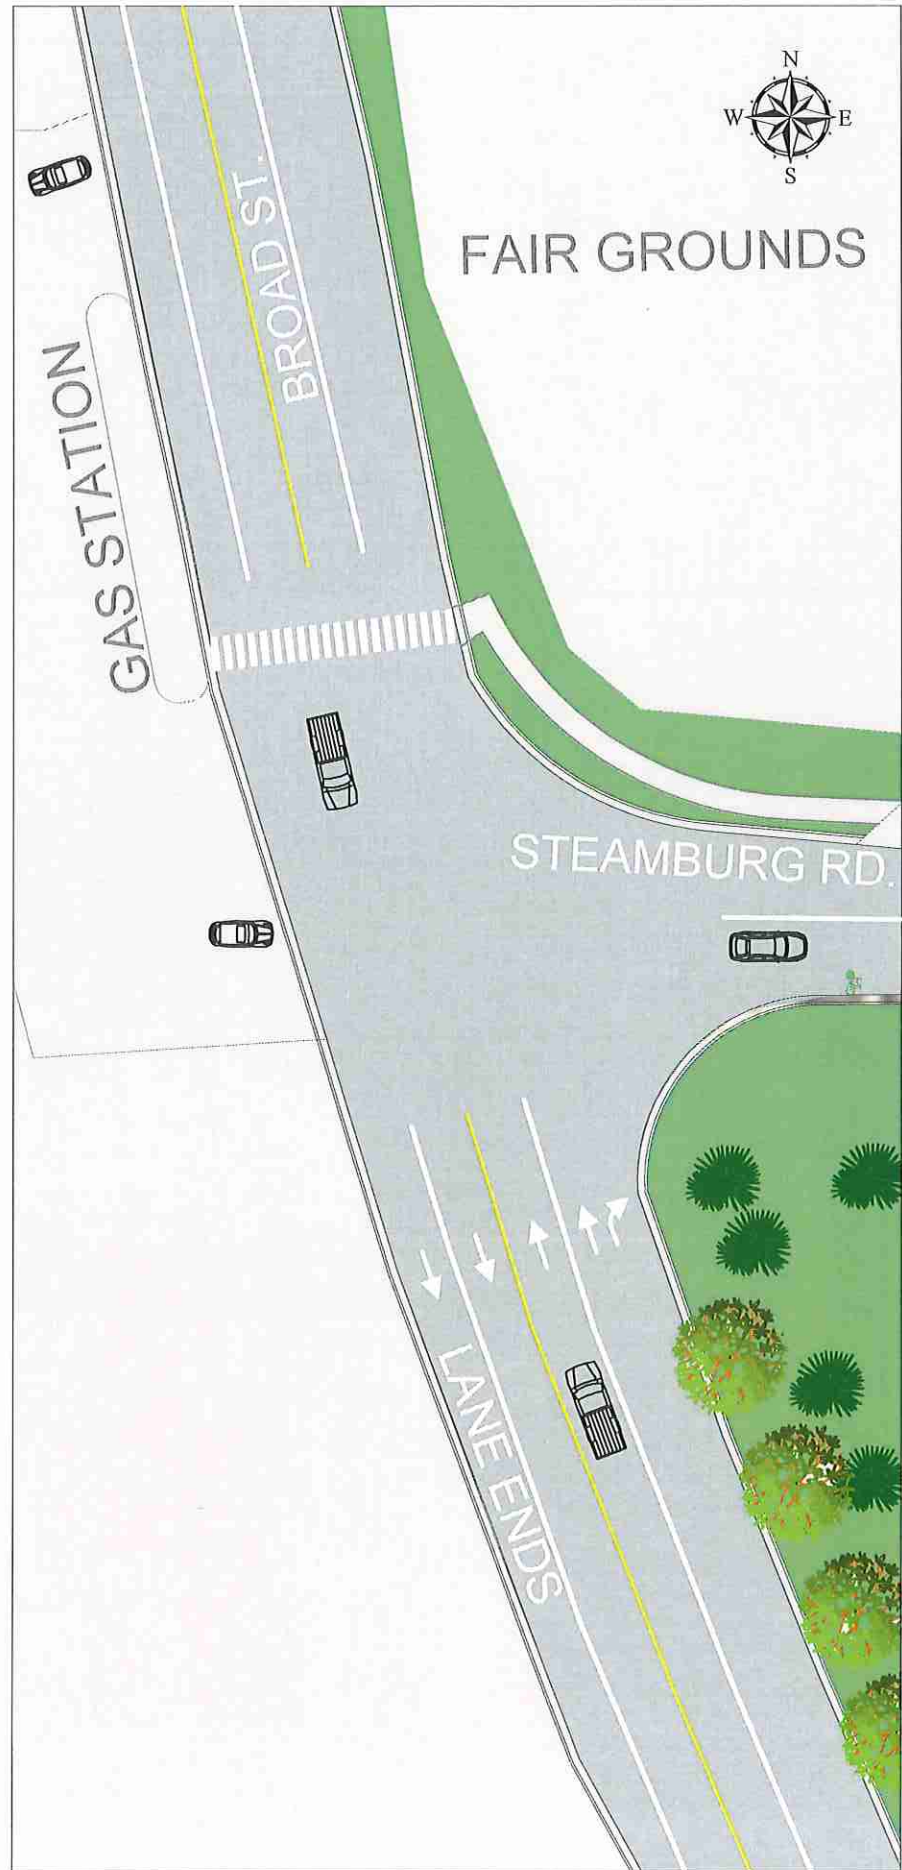 N
W E
S
FAIR GROUNDS
BROAD ST.
GAS STATION
STEAMBURG RD.
LANE ENDS